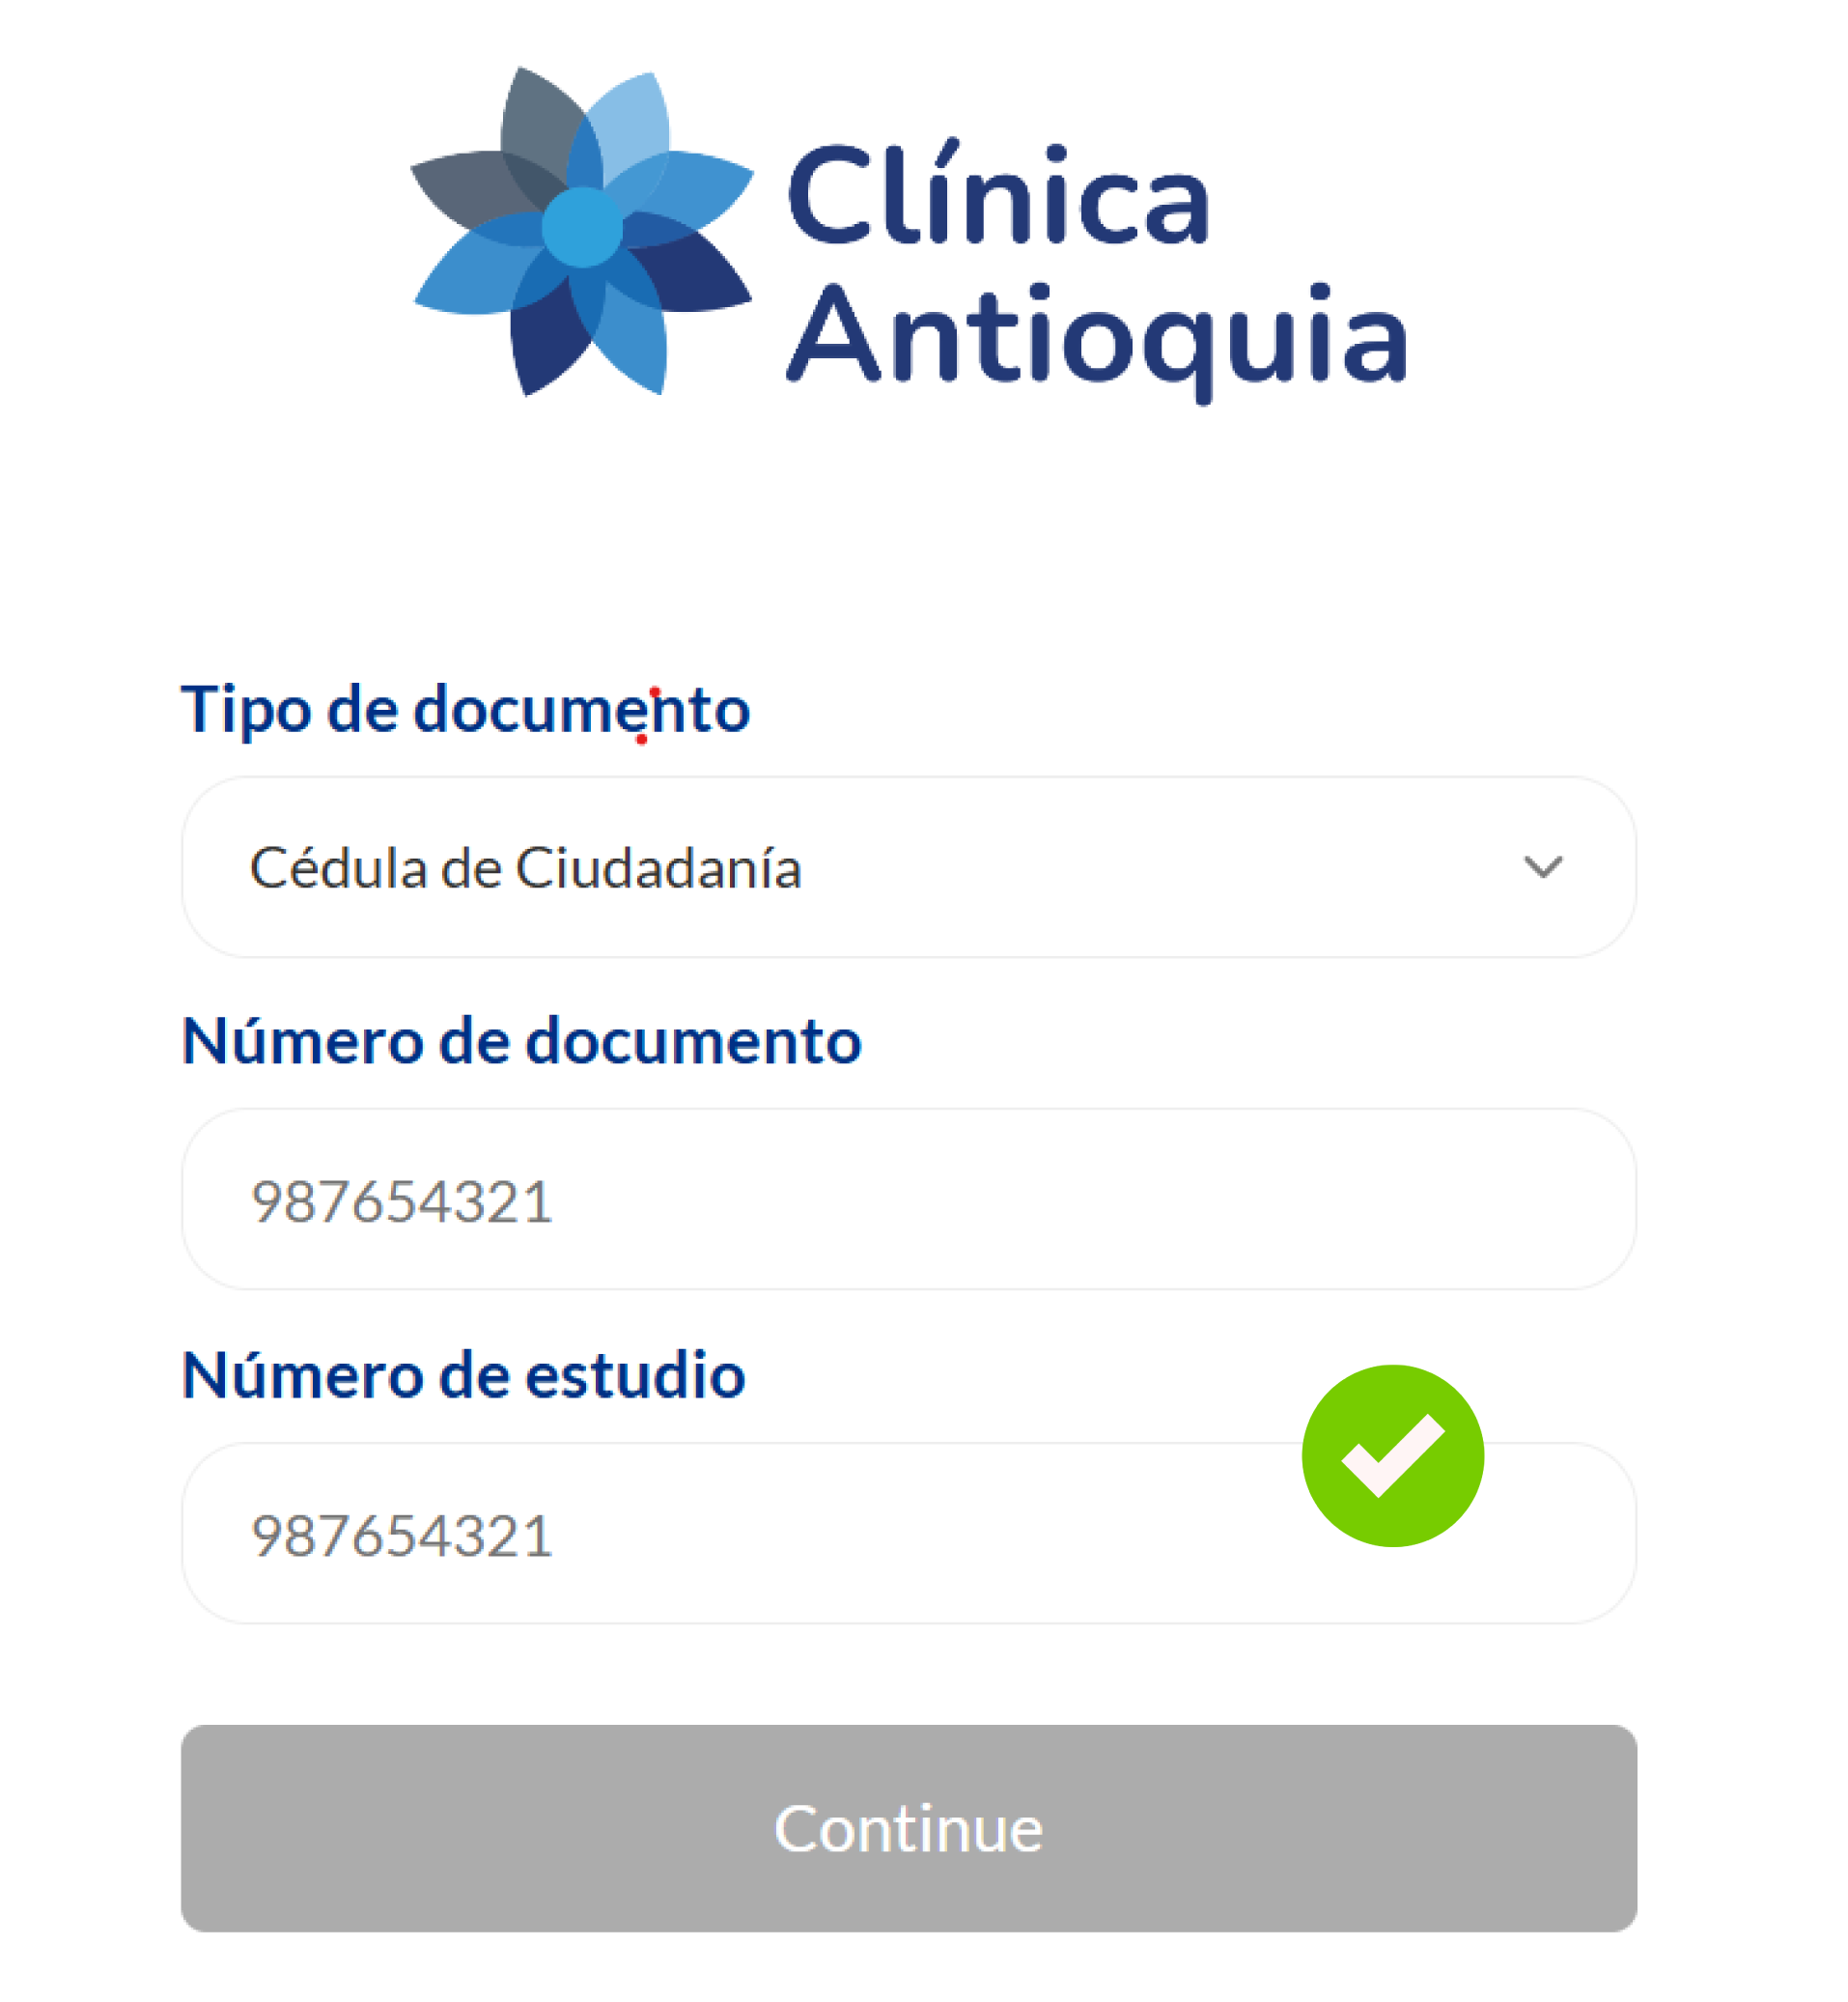 Clínica
Antioquia
Tipo de documento
Cédula de Ciudadanía
Número de documento
987654321
Número de estudio
987654321
Continue